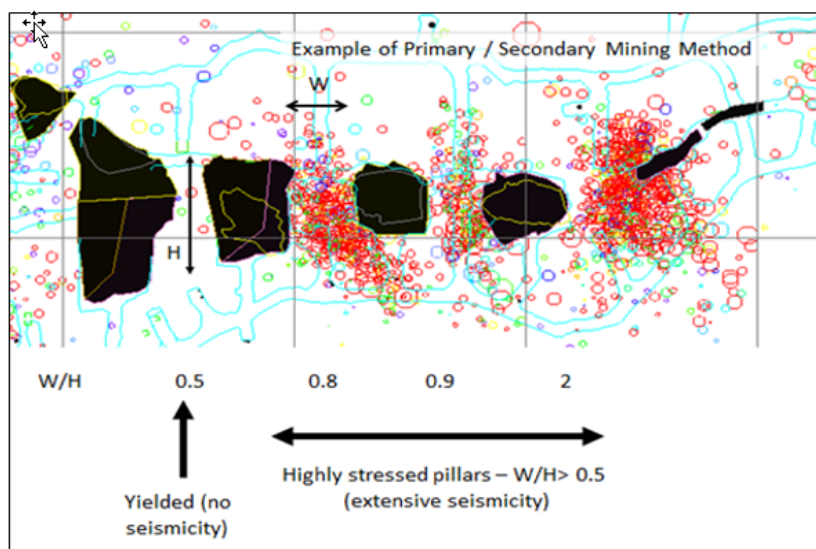 Example of Primary / Secondary Mining Method
W
H
W/H 0.5 0.8 0.9 2
Highly stressed pillars – W/H> 0.5
(extensive seismicity)
Yielded (no
seismicity)